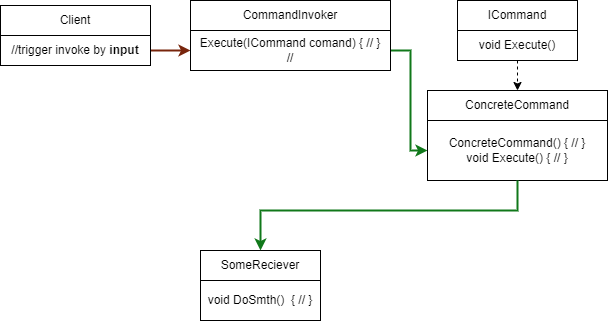 Client
//trigger invoke by input
CommandInvoker
Execute(ICommand comand) { // }
//
ICommand
void Execute()
ConcreteCommand
ConcreteCommand() { // }
void Execute() { // }
SomeReciever
void DoSmth() { // }